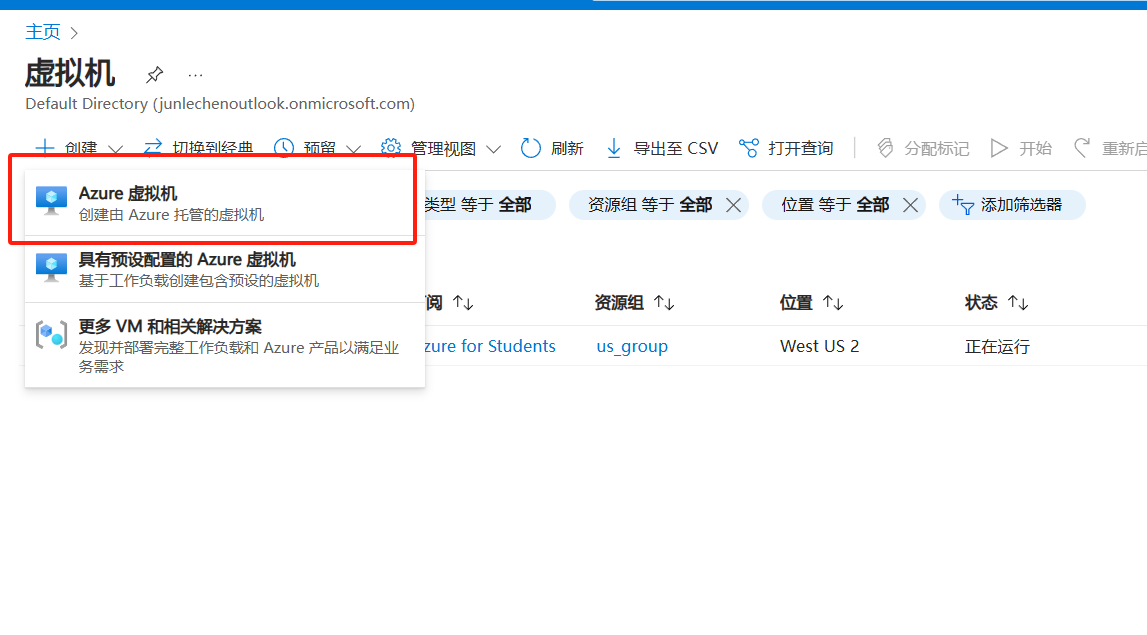 主页
虚拟机
Default Directory (junlechenoutlook.onmicrosoft.com)
创建 切换到经典 预留 管理视图 刷新 导出至 CSV 打开查询 分配标记 开始 重新启
Azure 虚拟机
创建由 Azure 托管的虚拟机
类型 等于 全部 资源组 等于 全部 位置 等于 全部 添加筛选器
具有预设配置的 Azure 虚拟机
基于工作负载创建包含预设的虚拟机
更多 VM 和相关解决方案
发现并部署完整工作负载和 Azure 产品以满足业
务需求
阅 资源组 位置 状态
zure for Students us_group West US 2 正在运行